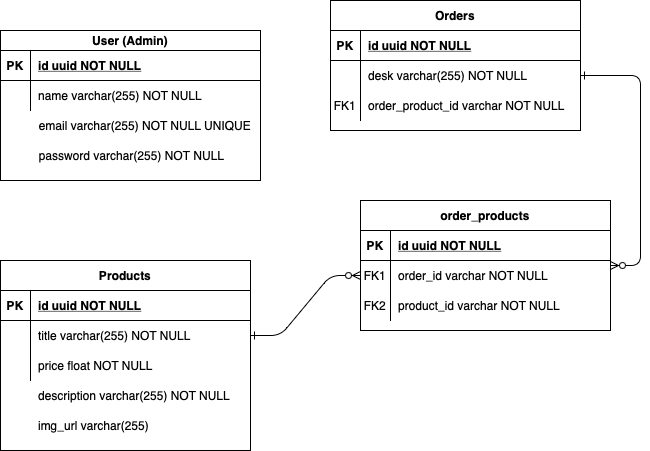 User (Admin)
PK id uuid NOT NULL
name varchar(255) NOT NULL
email varchar(255) NOT NULL UNIQUE
password varchar(255) NOT NULL
Orders
PK id uuid NOT NULL
desk varchar(255) NOT NULL
FK1 order_product_id varchar NOT NULL
order_products
PK id uuid NOT NULL
FK1 order_id varchar NOT NULL
FK2 product_id varchar NOT NULL
Products
PK id uuid NOT NULL
title varchar(255) NOT NULL
price float NOT NULL
description varchar(255) NOT NULL
img_url varchar(255)